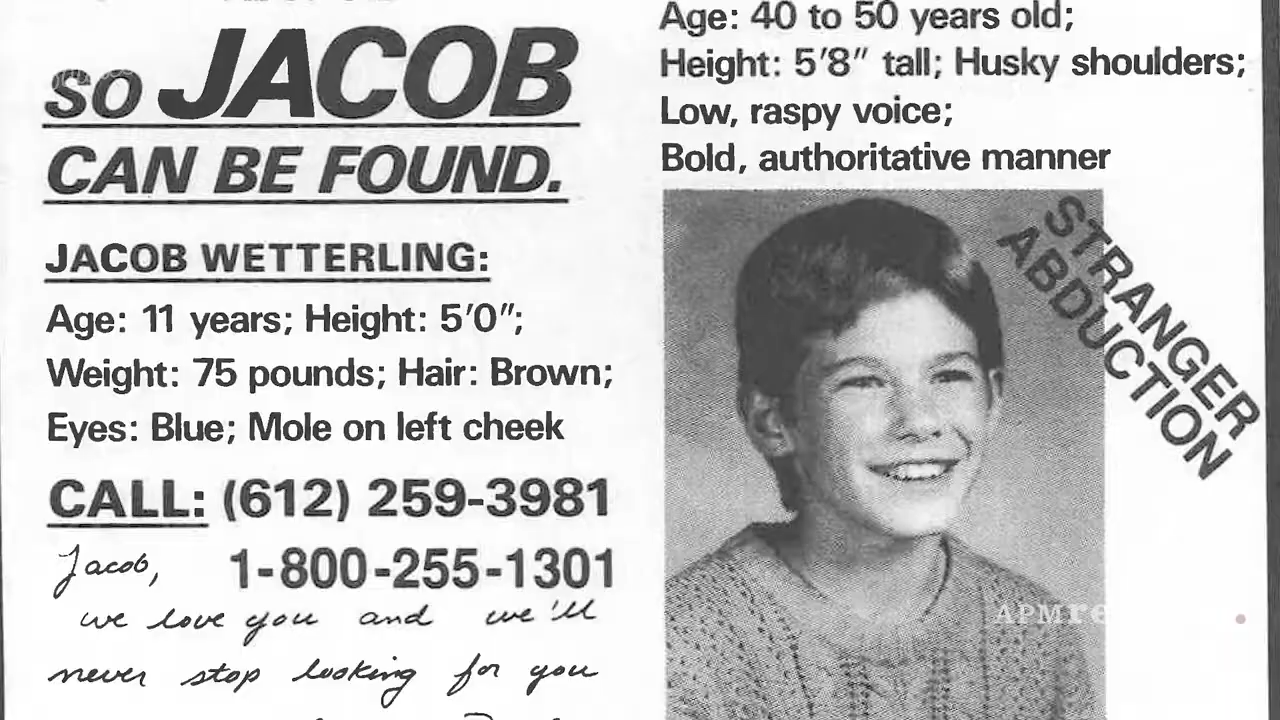 so JACOB
CAN BE FOUND.
JACOB WETTERLING:
Age: 11 years; Height: 5'0";
Weight: 75 pounds; Hair: Brown;
Eyes: Blue; Mole on left cheek
CALL: (612) 259-3981
1-800-255-1301
Jacob,
we love you and we'll
never stop looking for you
Age: 40 to 50 years old;
Height: 5'8" tall; Husky shoulders;
Low, raspy voice;
Bold, authoritative manner
STRANGER
ABDUCTION
APMre